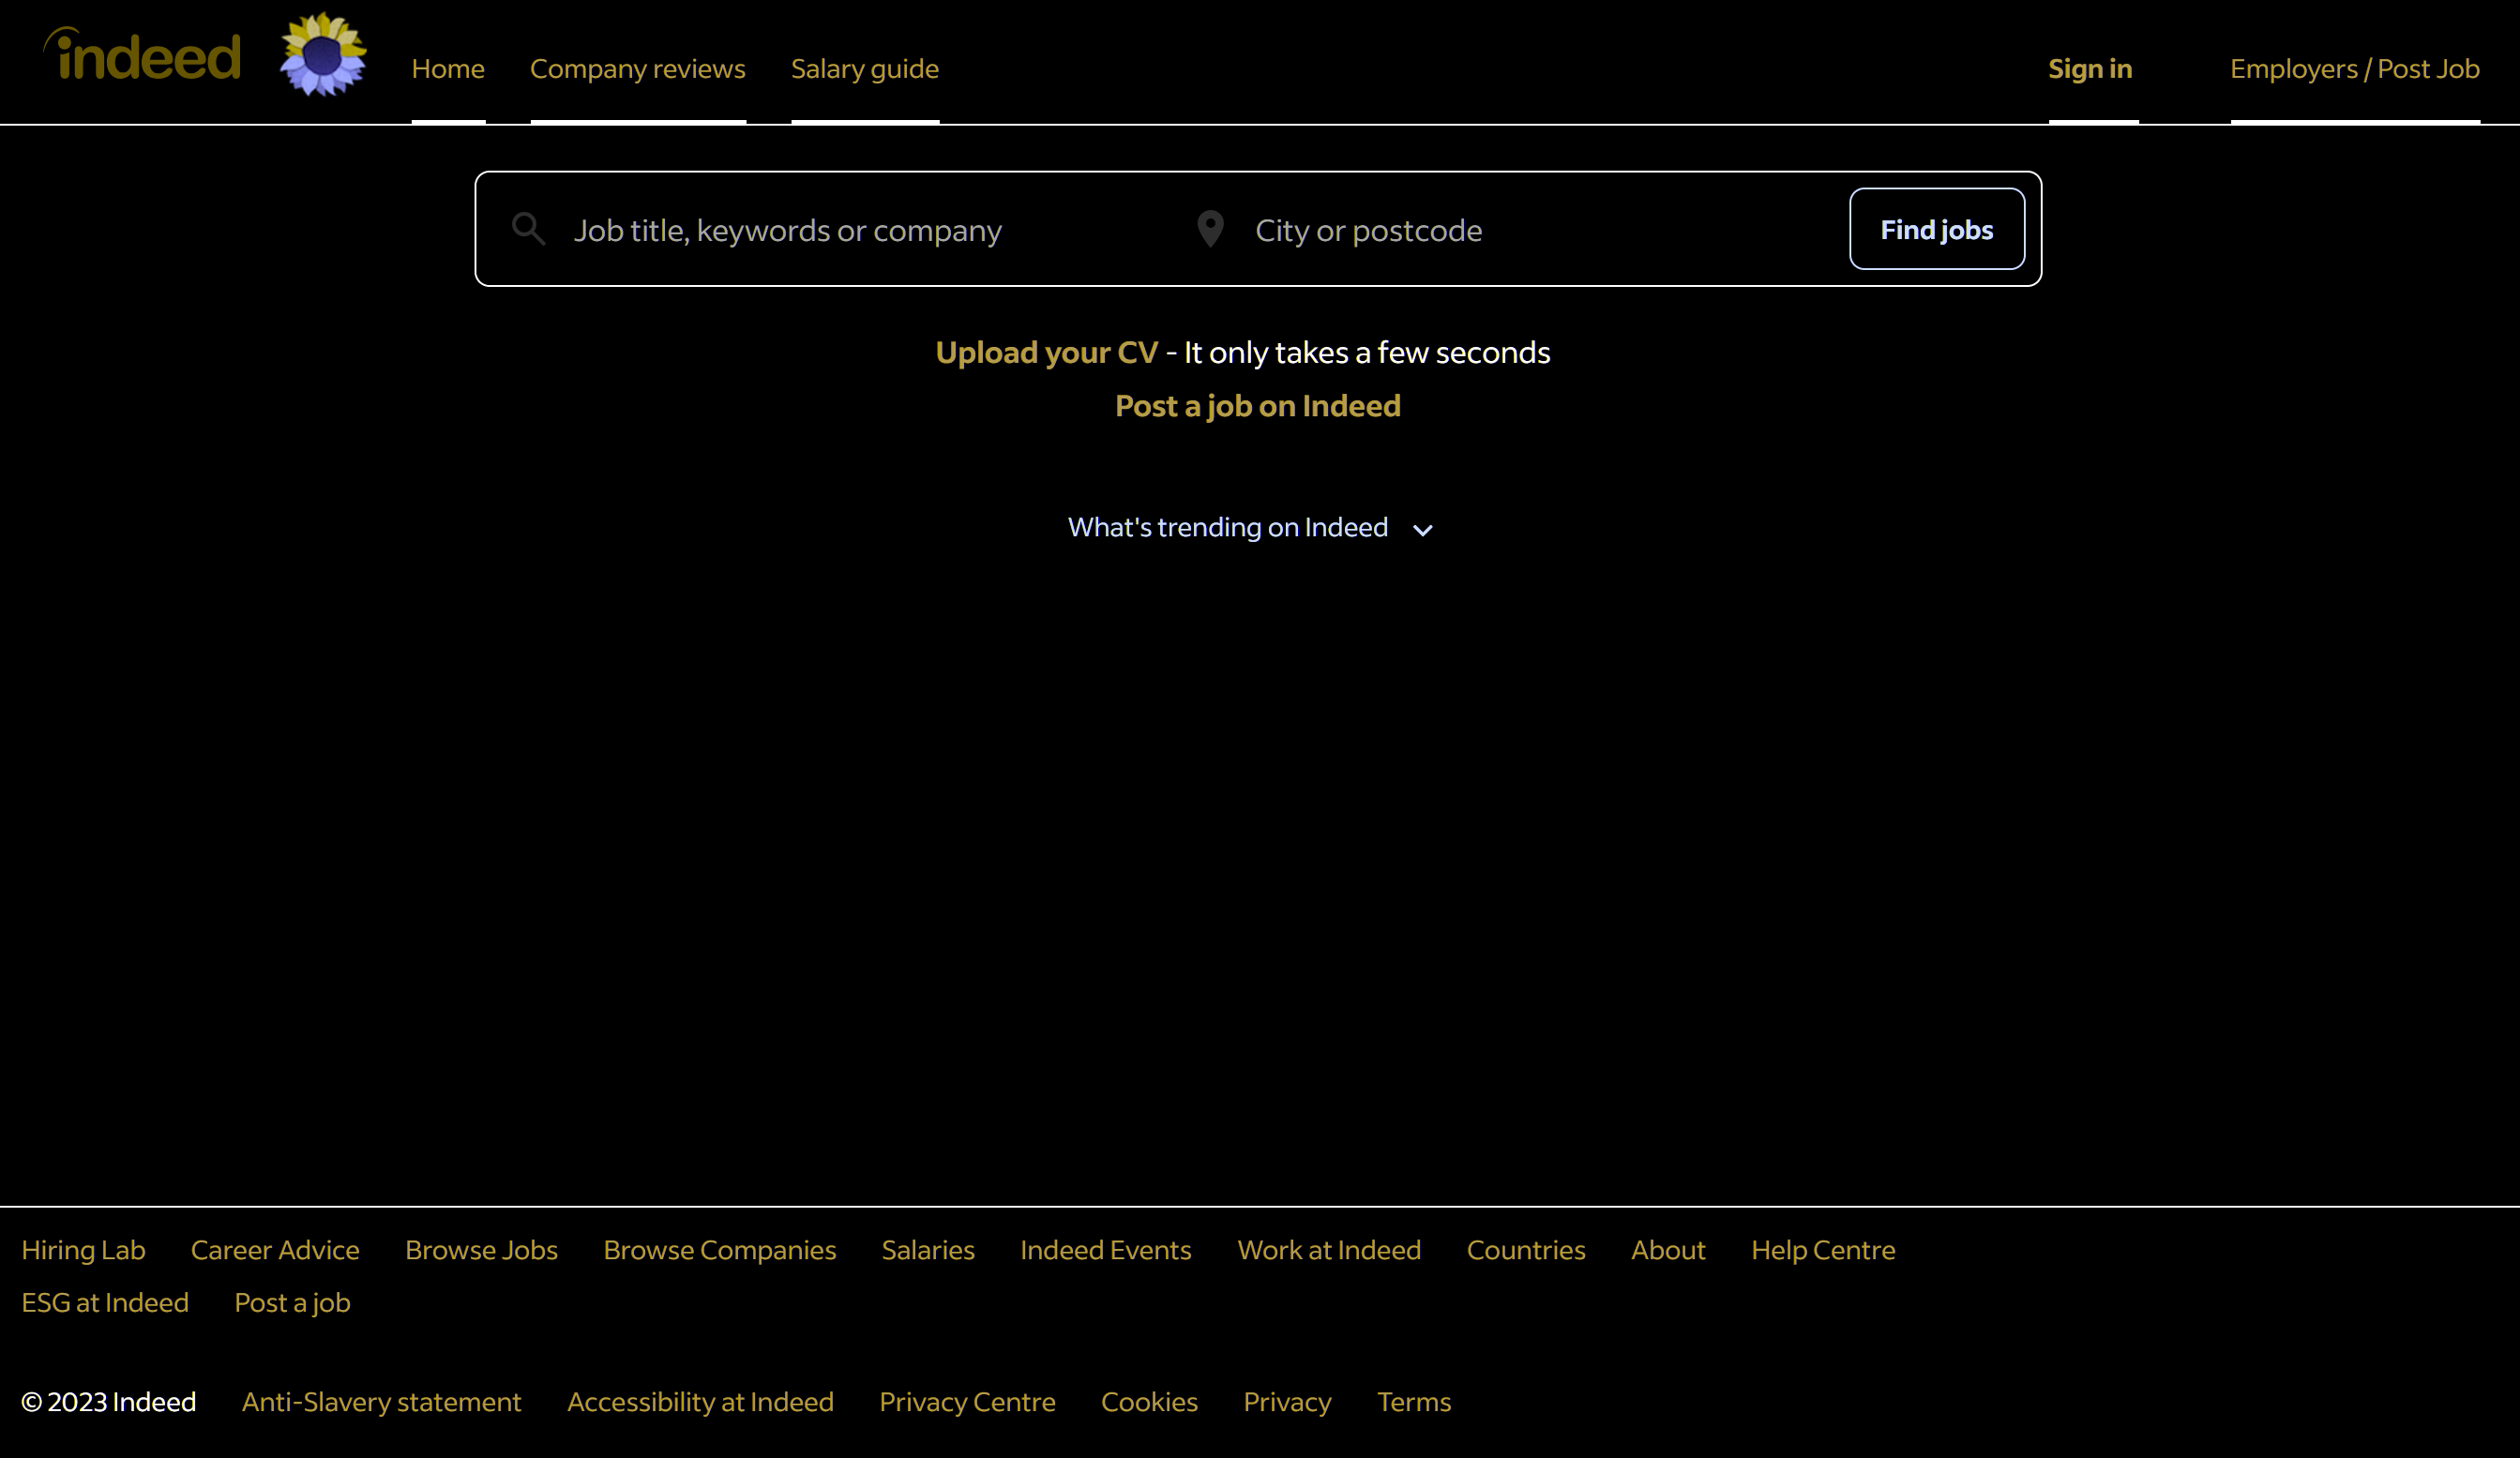 indeed Home Company reviews Salary guide Sign in Employers / Post Job
Job title, keywords or company City or postcode Find jobs
Upload your CV - It only takes a few seconds
Post a job on Indeed
What's trending on Indeed
Hiring Lab Career Advice Browse Jobs Browse Companies Salaries Indeed Events Work at Indeed Countries About Help Centre
ESG at Indeed Post a job
© 2023 Indeed Anti-Slavery statement Accessibility at Indeed Privacy Centre Cookies Privacy Terms